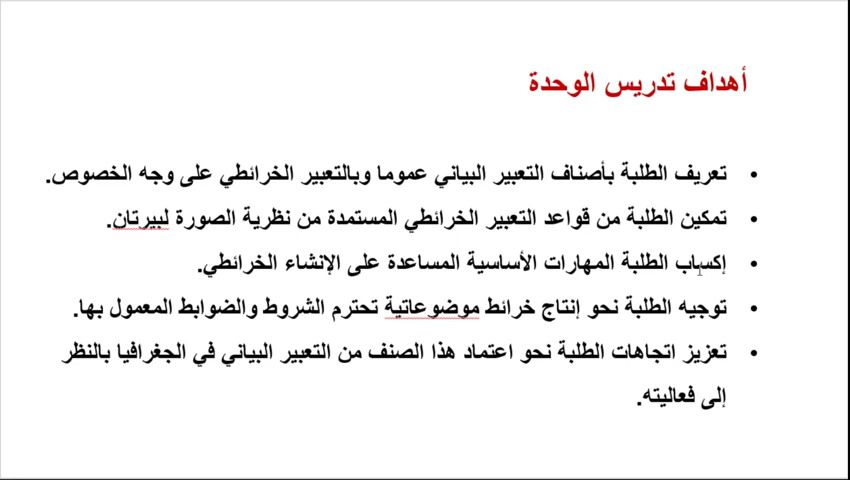 أهداف تدريس الوحدة
• تعريف الطلبة بأصناف التعبير البياني عموما وبالتعبير الخرائطي على وجه الخصوص.
• تمكين الطلبة من قواعد التعبير الخرائطي المستمدة من نظرية الصورة لبيرتان.
• إكساب الطلبة المهارات الأساسية المساعدة على الإنشاء الخرائطي.
• توجيه الطلبة نحو إنتاج خرائط موضوعاتية تحترم الشروط والضوابط المعمول بها.
• تعزيز اتجاهات الطلبة نحو اعتماد هذا الصنف من التعبير البياني في الجغرافيا بالنظر
إلى فعاليته.